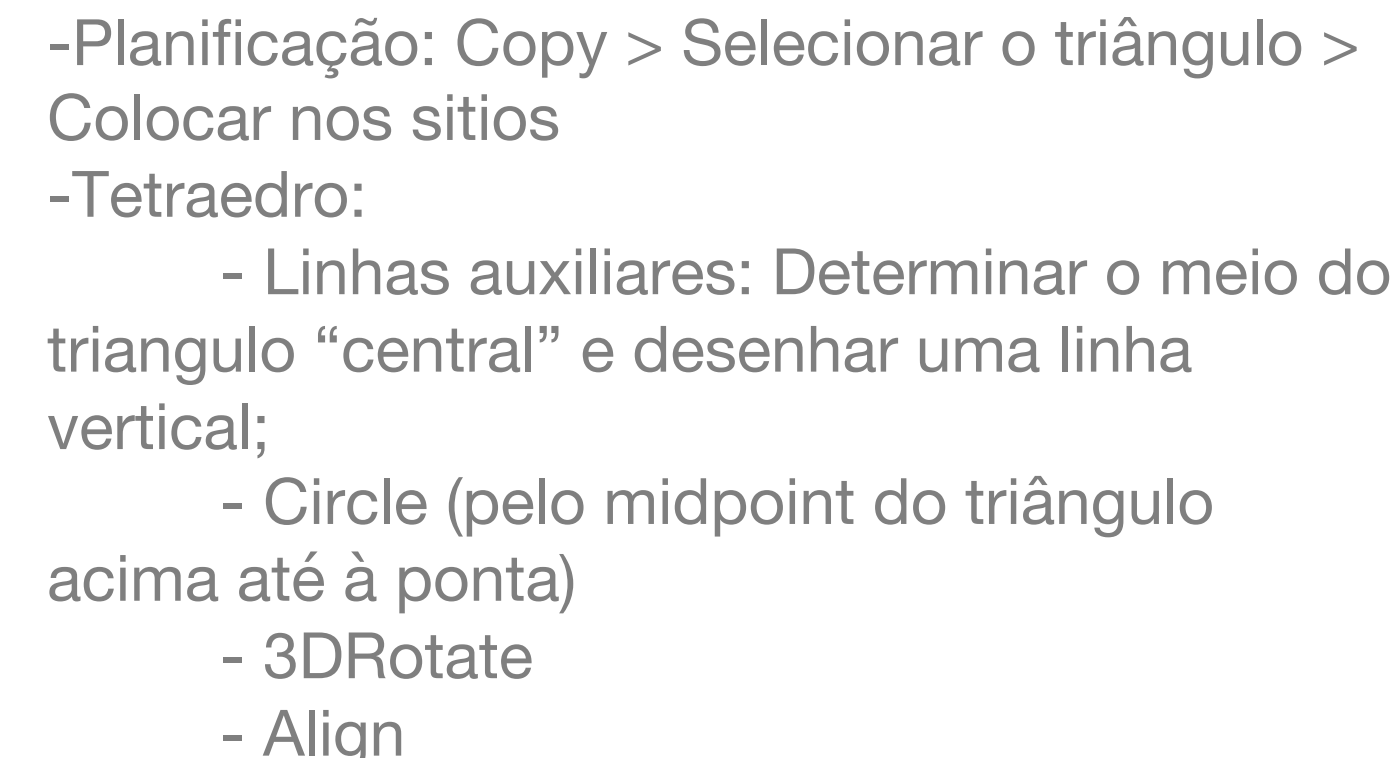 -Planificação: Copy > Selecionar o triângulo >
Colocar nos sitios
-Tetraedro:
- Linhas auxiliares: Determinar o meio do
triangulo “central” e desenhar uma linha
vertical;
- Circle (pelo midpoint do triângulo
acima até à ponta)
- 3DRotate
- Align